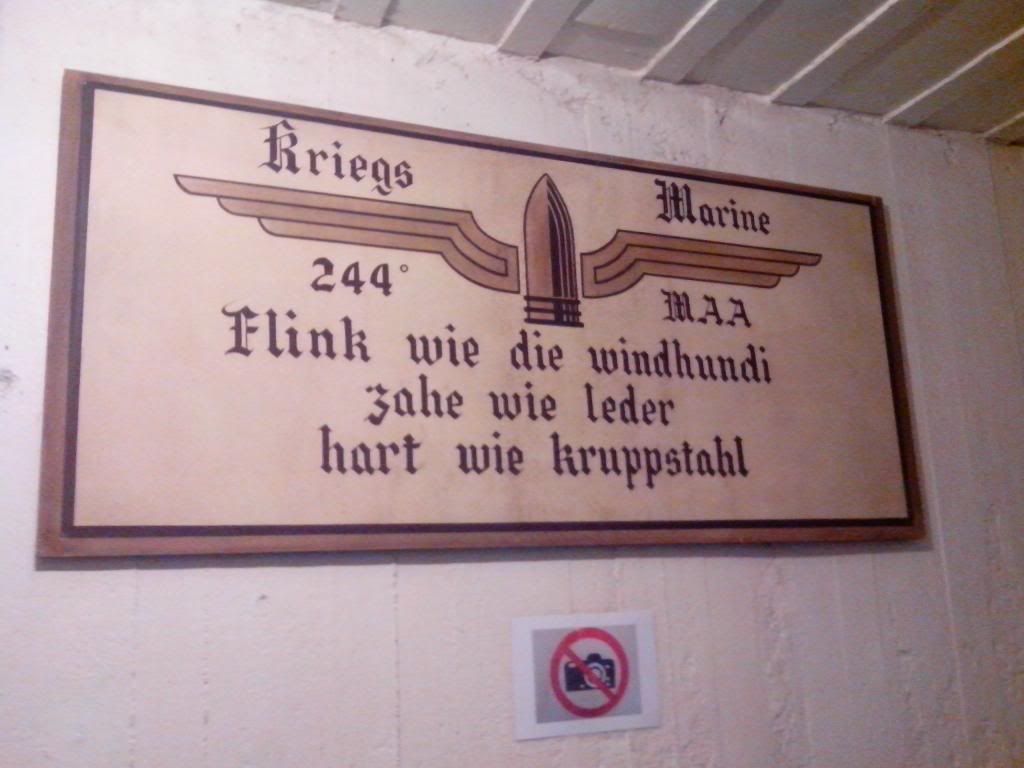 Kriegs Marine
244° MAA
Flink wie die windhundi
zahe wie leder
hart wie kruppstahl